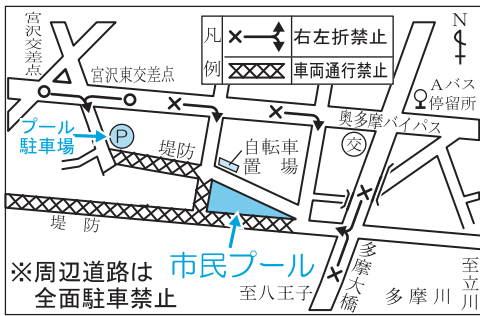 宮沢交差点
凡例
右左折禁止
車両通行禁止
N
宮沢東交差点
Aバス
停留所
プール
駐車場
P
奥多摩バイパス
堤防
自転車
置場
交
堤防
市民プール
※周辺道路は
全面駐車禁止
至八王子
多摩大橋
多摩川
至立川